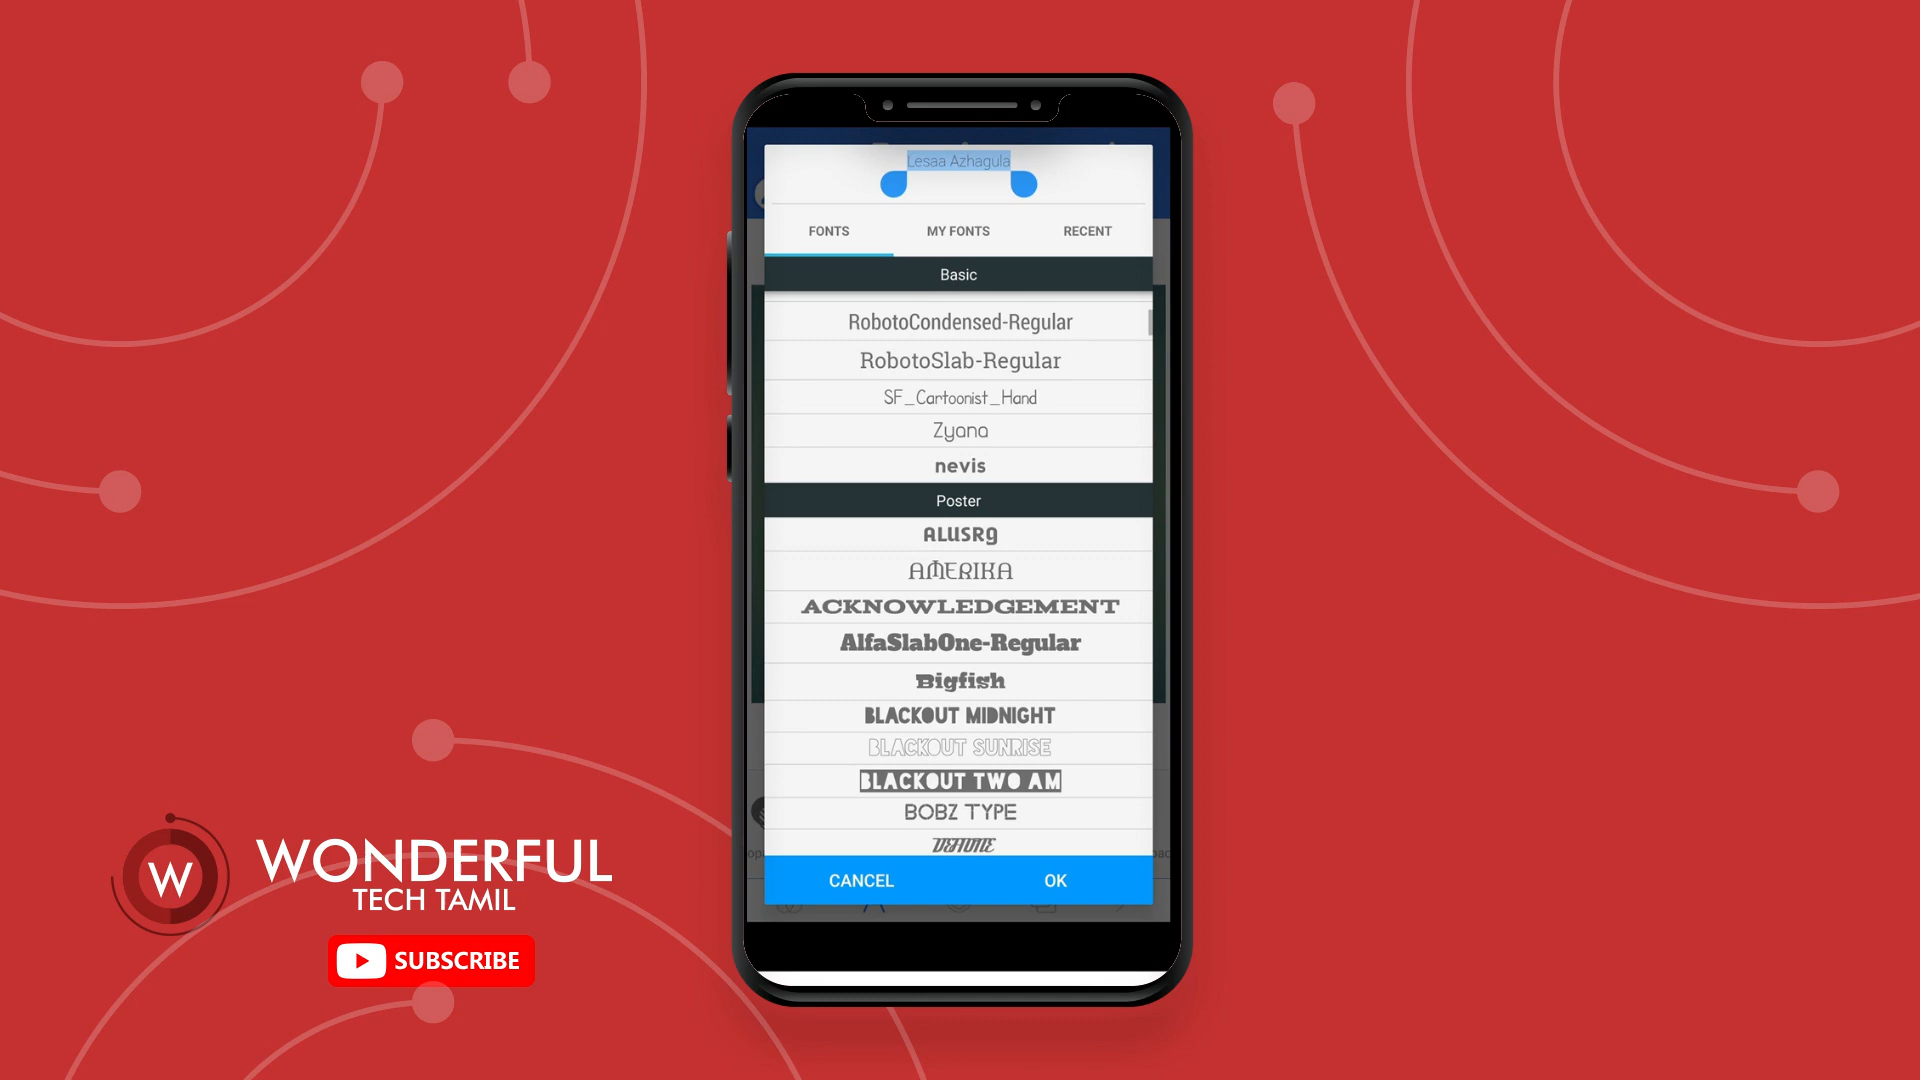 Lesaa Azhagula
FONTS MY FONTS RECENT
Basic
RobotoCondensed-Regular
RobotoSlab-Regular
SF_Cartoonist_Hand
Zyana
nevis
Poster
ALUSRg
AMERIKA
ACKNOWLEDGEMENT
AlfaSlabOne-Regular
Bigfish
BLACKOUT MIDNIGHT
BLACKOUT SUNRISE
BLACKOUT TWO AM
BOBZ TYPE
CANCEL OK
W
WONDERFUL
TECH TAMIL
SUBSCRIBE